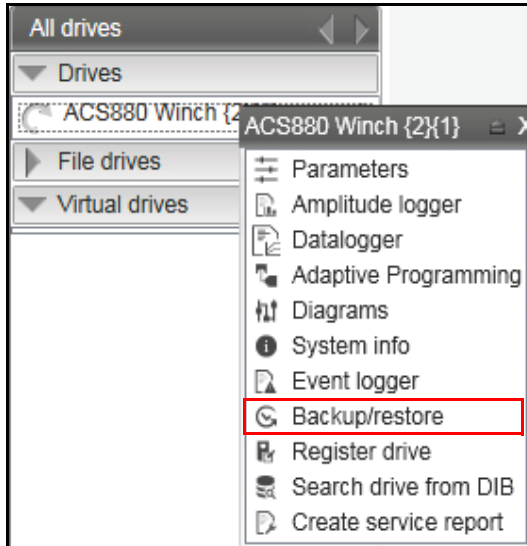 All drives
Drives
ACS880 Winch {2
ACS880 Winch {2}{1}
File drives
Virtual drives
Parameters
Amplitude logger
Datalogger
Adaptive Programming
Diagrams
System info
Event logger
Backup/restore
Register drive
Search drive from DIB
Create service report